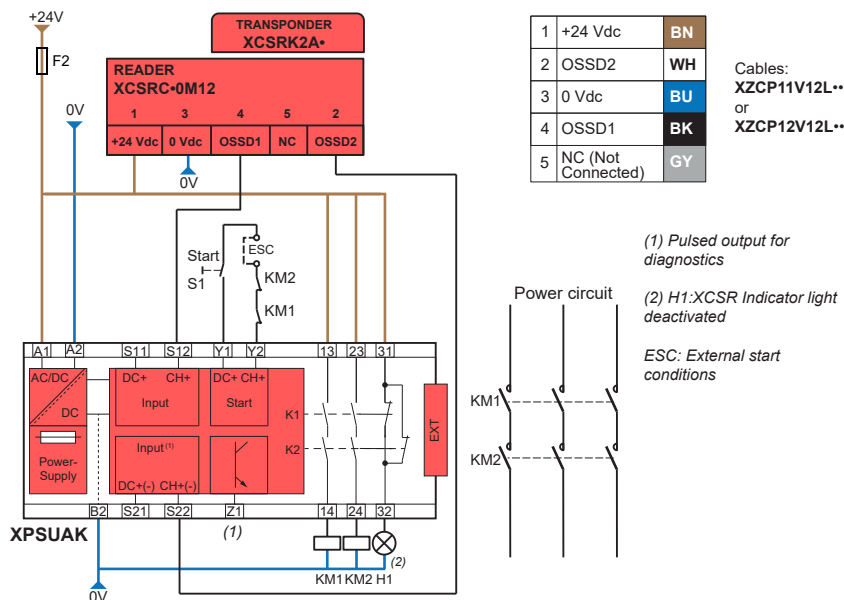 +24V
F2
0V
TRANSPONDER
XCSRK2A•
READER
XCSRC•0M12
1 3 4 5 2
+24 Vdc 0 Vdc OSSD1 NC OSSD2
0V
1 +24 Vdc BN
2 OSSD2 WH
3 0 Vdc BU
4 OSSD1 BK
5 NC (Not
Connected) GY
Cables:
XZCP11V12L••
or
XZCP12V12L••
Start
S1
ESC
KM2
KM1
(1) Pulsed output for
diagnostics
(2) H1:XCSR Indicator light
deactivated
ESC: External start
conditions
Power circuit
KM1
KM2
A1 A2 S11 S12 Y1 Y2 13 23 31
AC/DC
DC
Power-
Supply
DC+ CH+
Input
DC+ CH+
Start
Input (1)
DC+(-) CH+(-)
K1
K2
EXT
B2 S21 S22 Z1 14 24 32
XPSUAK
(1)
(2)
KM1 KM2 H1
0V